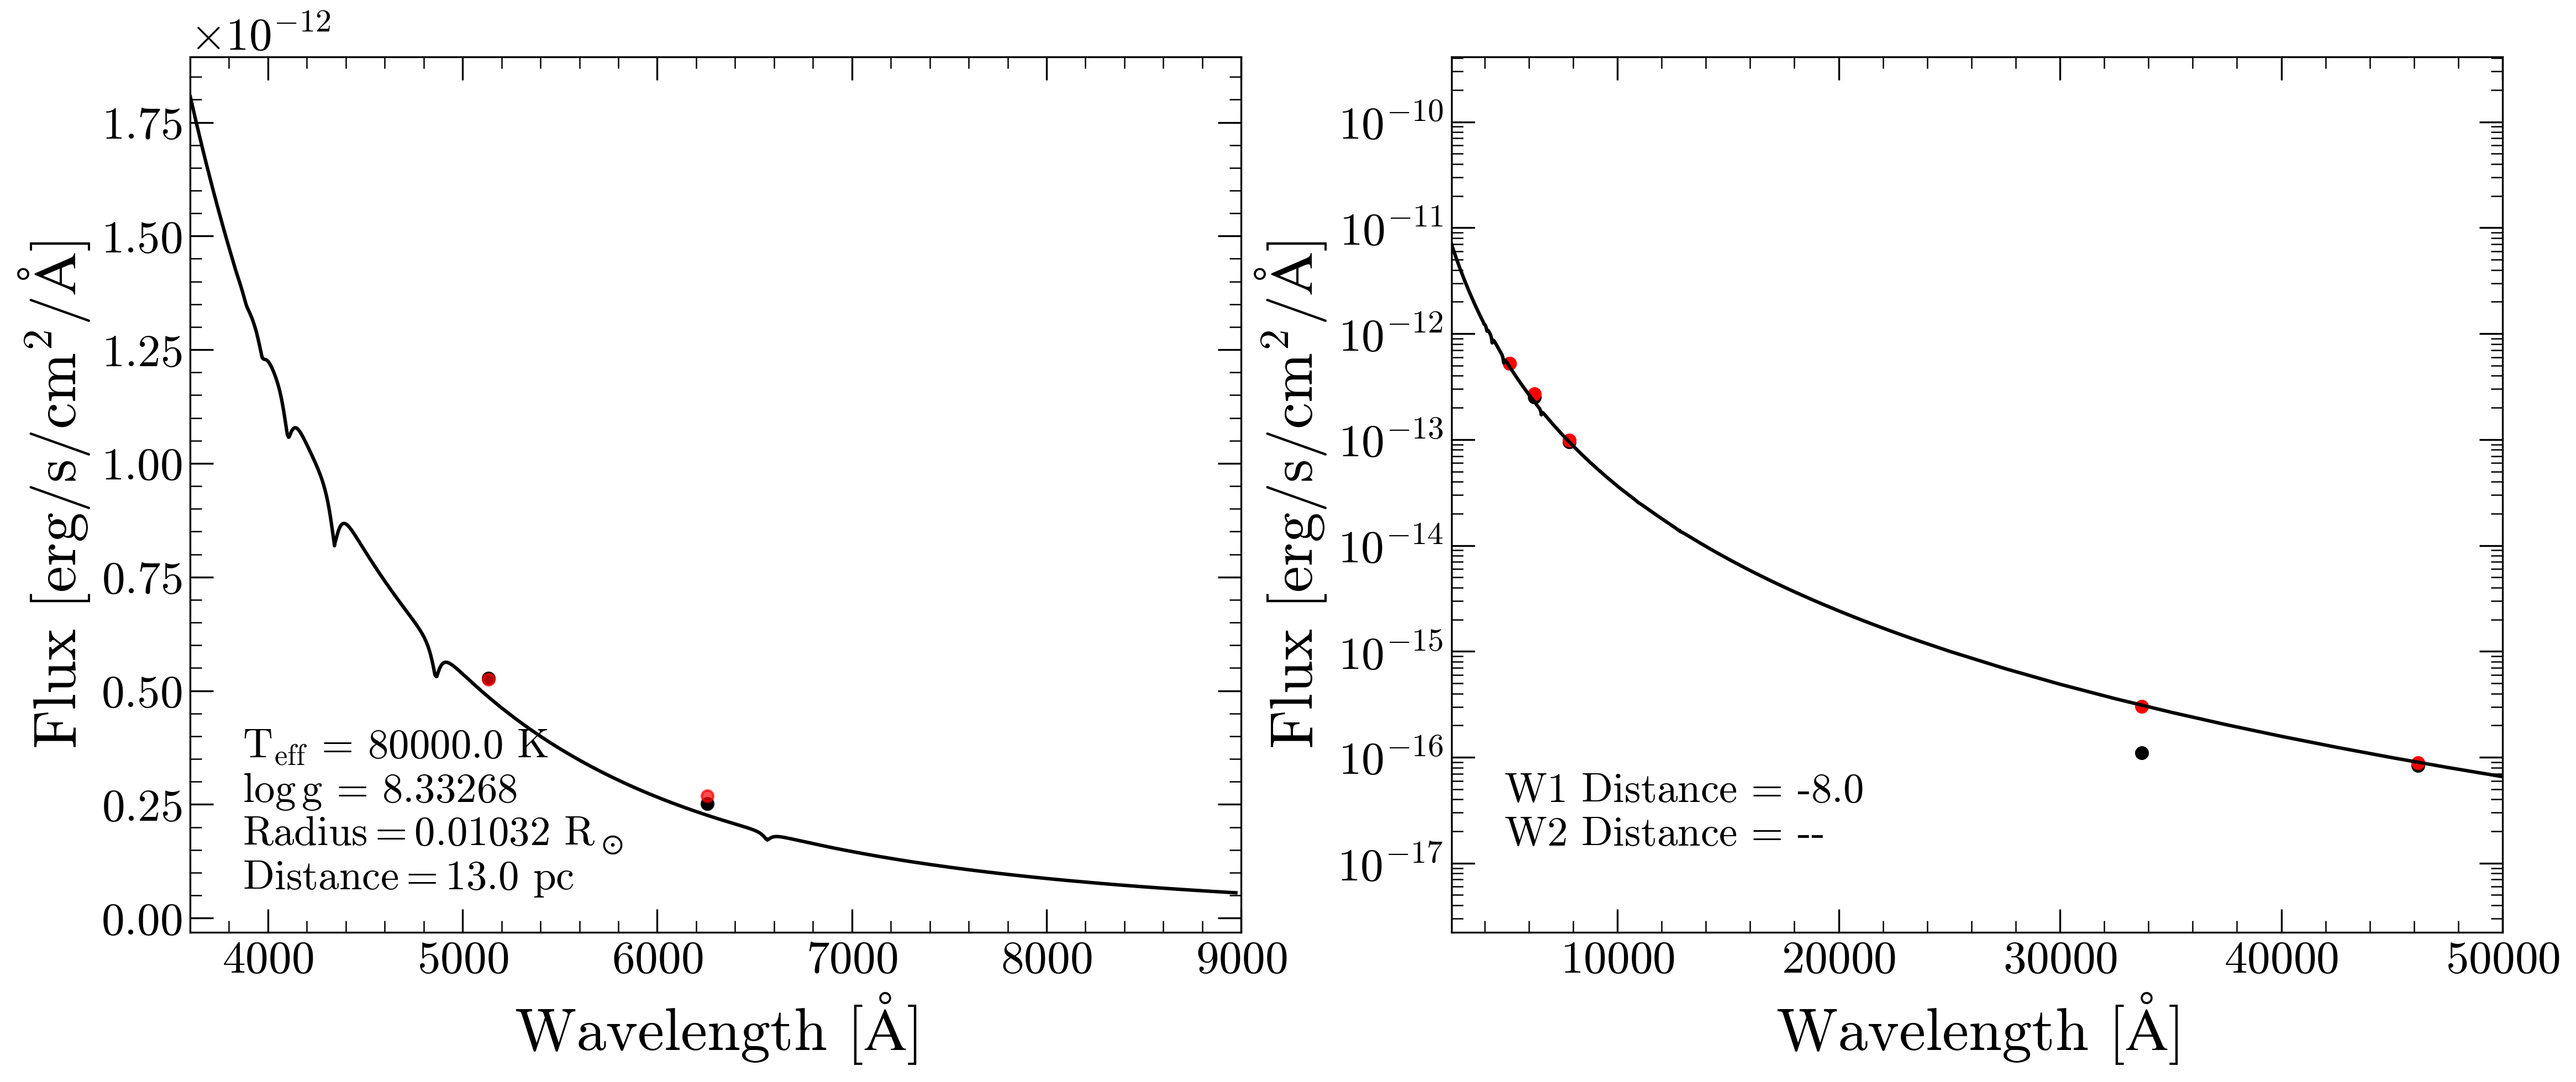 ×10⁻¹²
1.75
1.50
1.25
1.00
0.75
0.50
0.25
0.00
Flux [erg/s/cm²/Å]
T_eff = 80000.0 K
log g = 8.33268
Radius = 0.01032 R_⊙
Distance = 13.0 pc
4000 5000 6000 7000 8000 9000
Wavelength [Å]
10⁻¹⁰
10⁻¹¹
10⁻¹²
10⁻¹³
10⁻¹⁴
10⁻¹⁵
10⁻¹⁶
10⁻¹⁷
Flux [erg/s/cm²/Å]
W1 Distance = -8.0
W2 Distance = --
10000 20000 30000 40000 50000
Wavelength [Å]